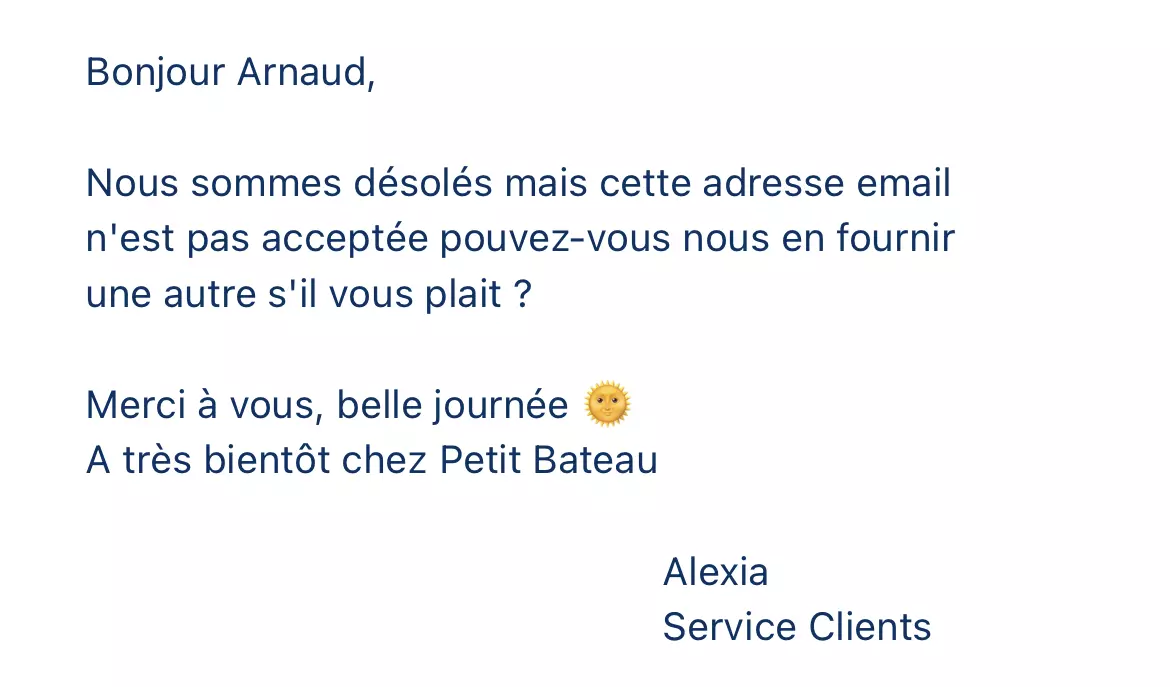 Bonjour Arnaud,
Nous sommes désolés mais cette adresse email
n'est pas acceptée pouvez-vous nous en fournir
une autre s'il vous plait ?
Merci à vous, belle journée 🌞
A très bientôt chez Petit Bateau
Alexia
Service Clients